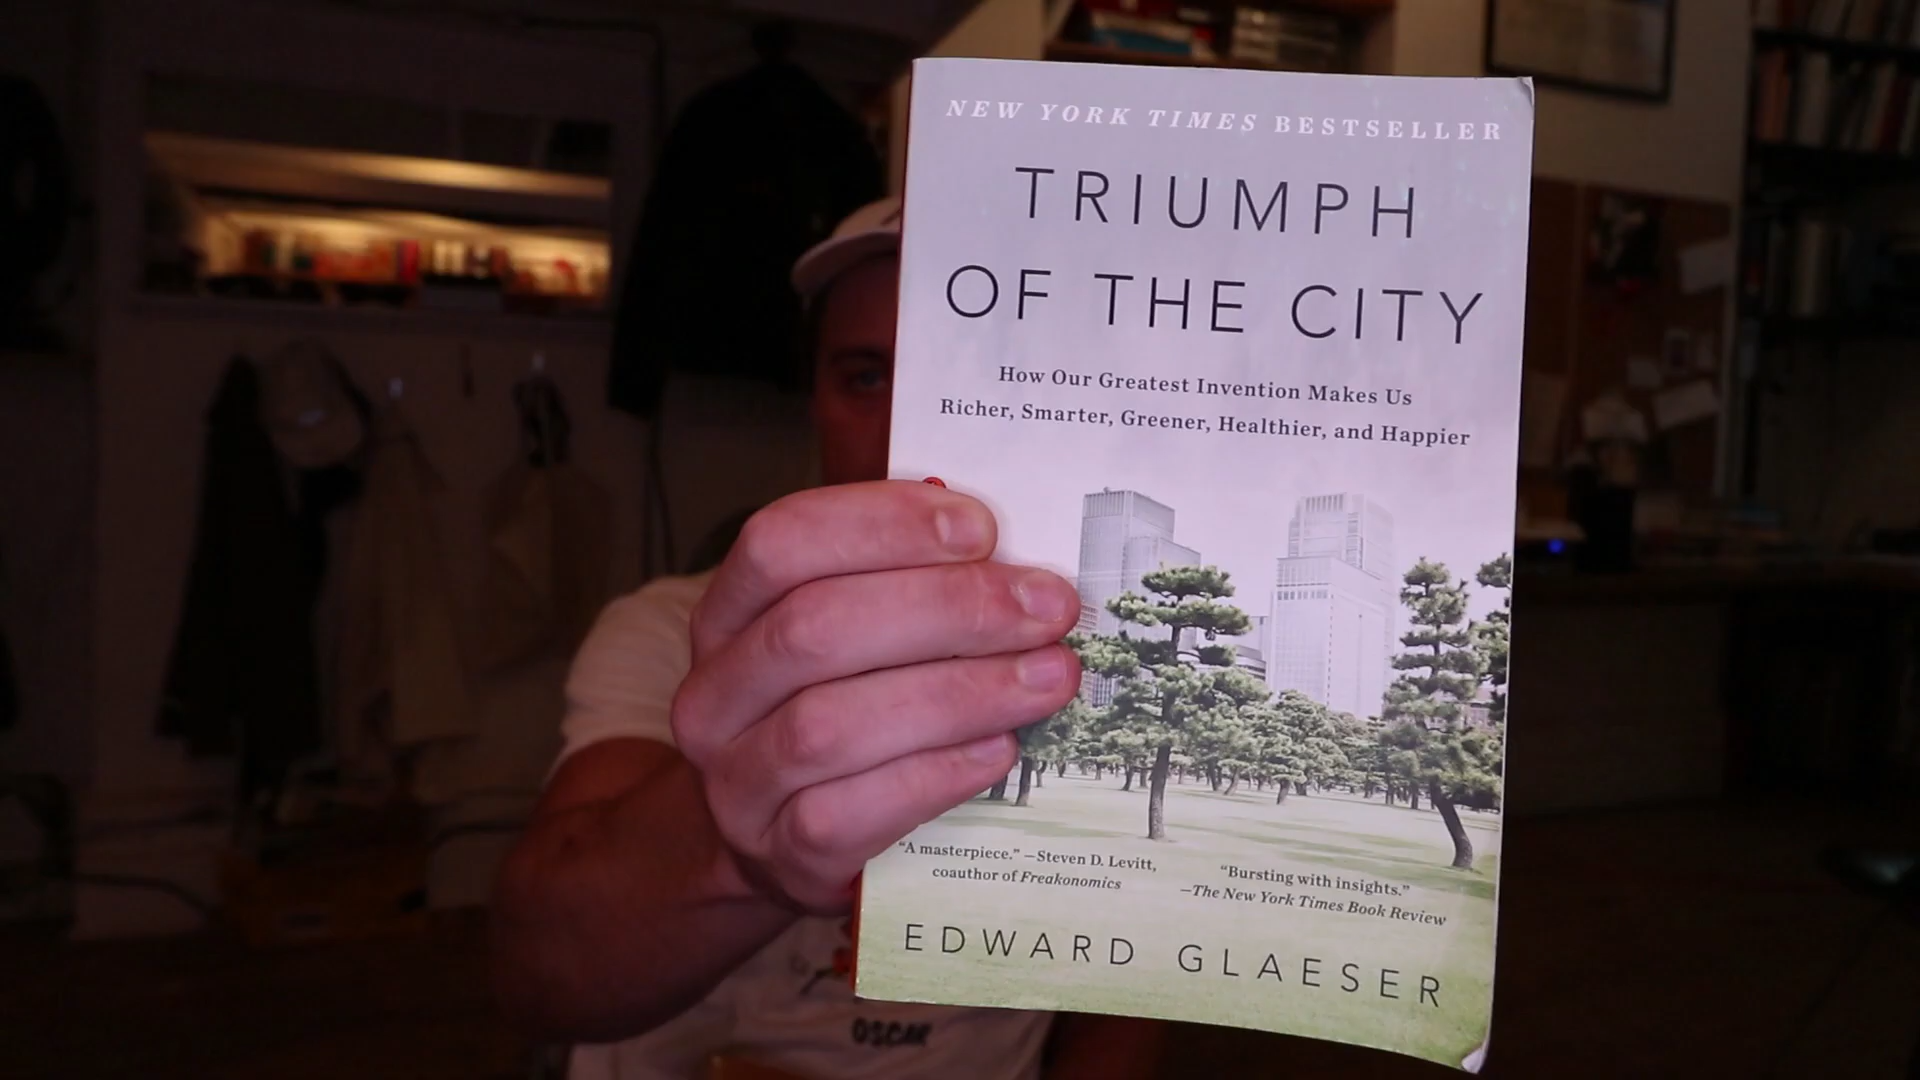 NEW YORK TIMES BESTSELLER
TRIUMPH
OF THE CITY
How Our Greatest Invention Makes Us
Richer, Smarter, Greener, Healthier, and Happier
“A masterpiece.” —Steven D. Levitt,
coauthor of Freakonomics
“Bursting with insights.”
—The New York Times Book Review
EDWARD GLAESER
OSCAR